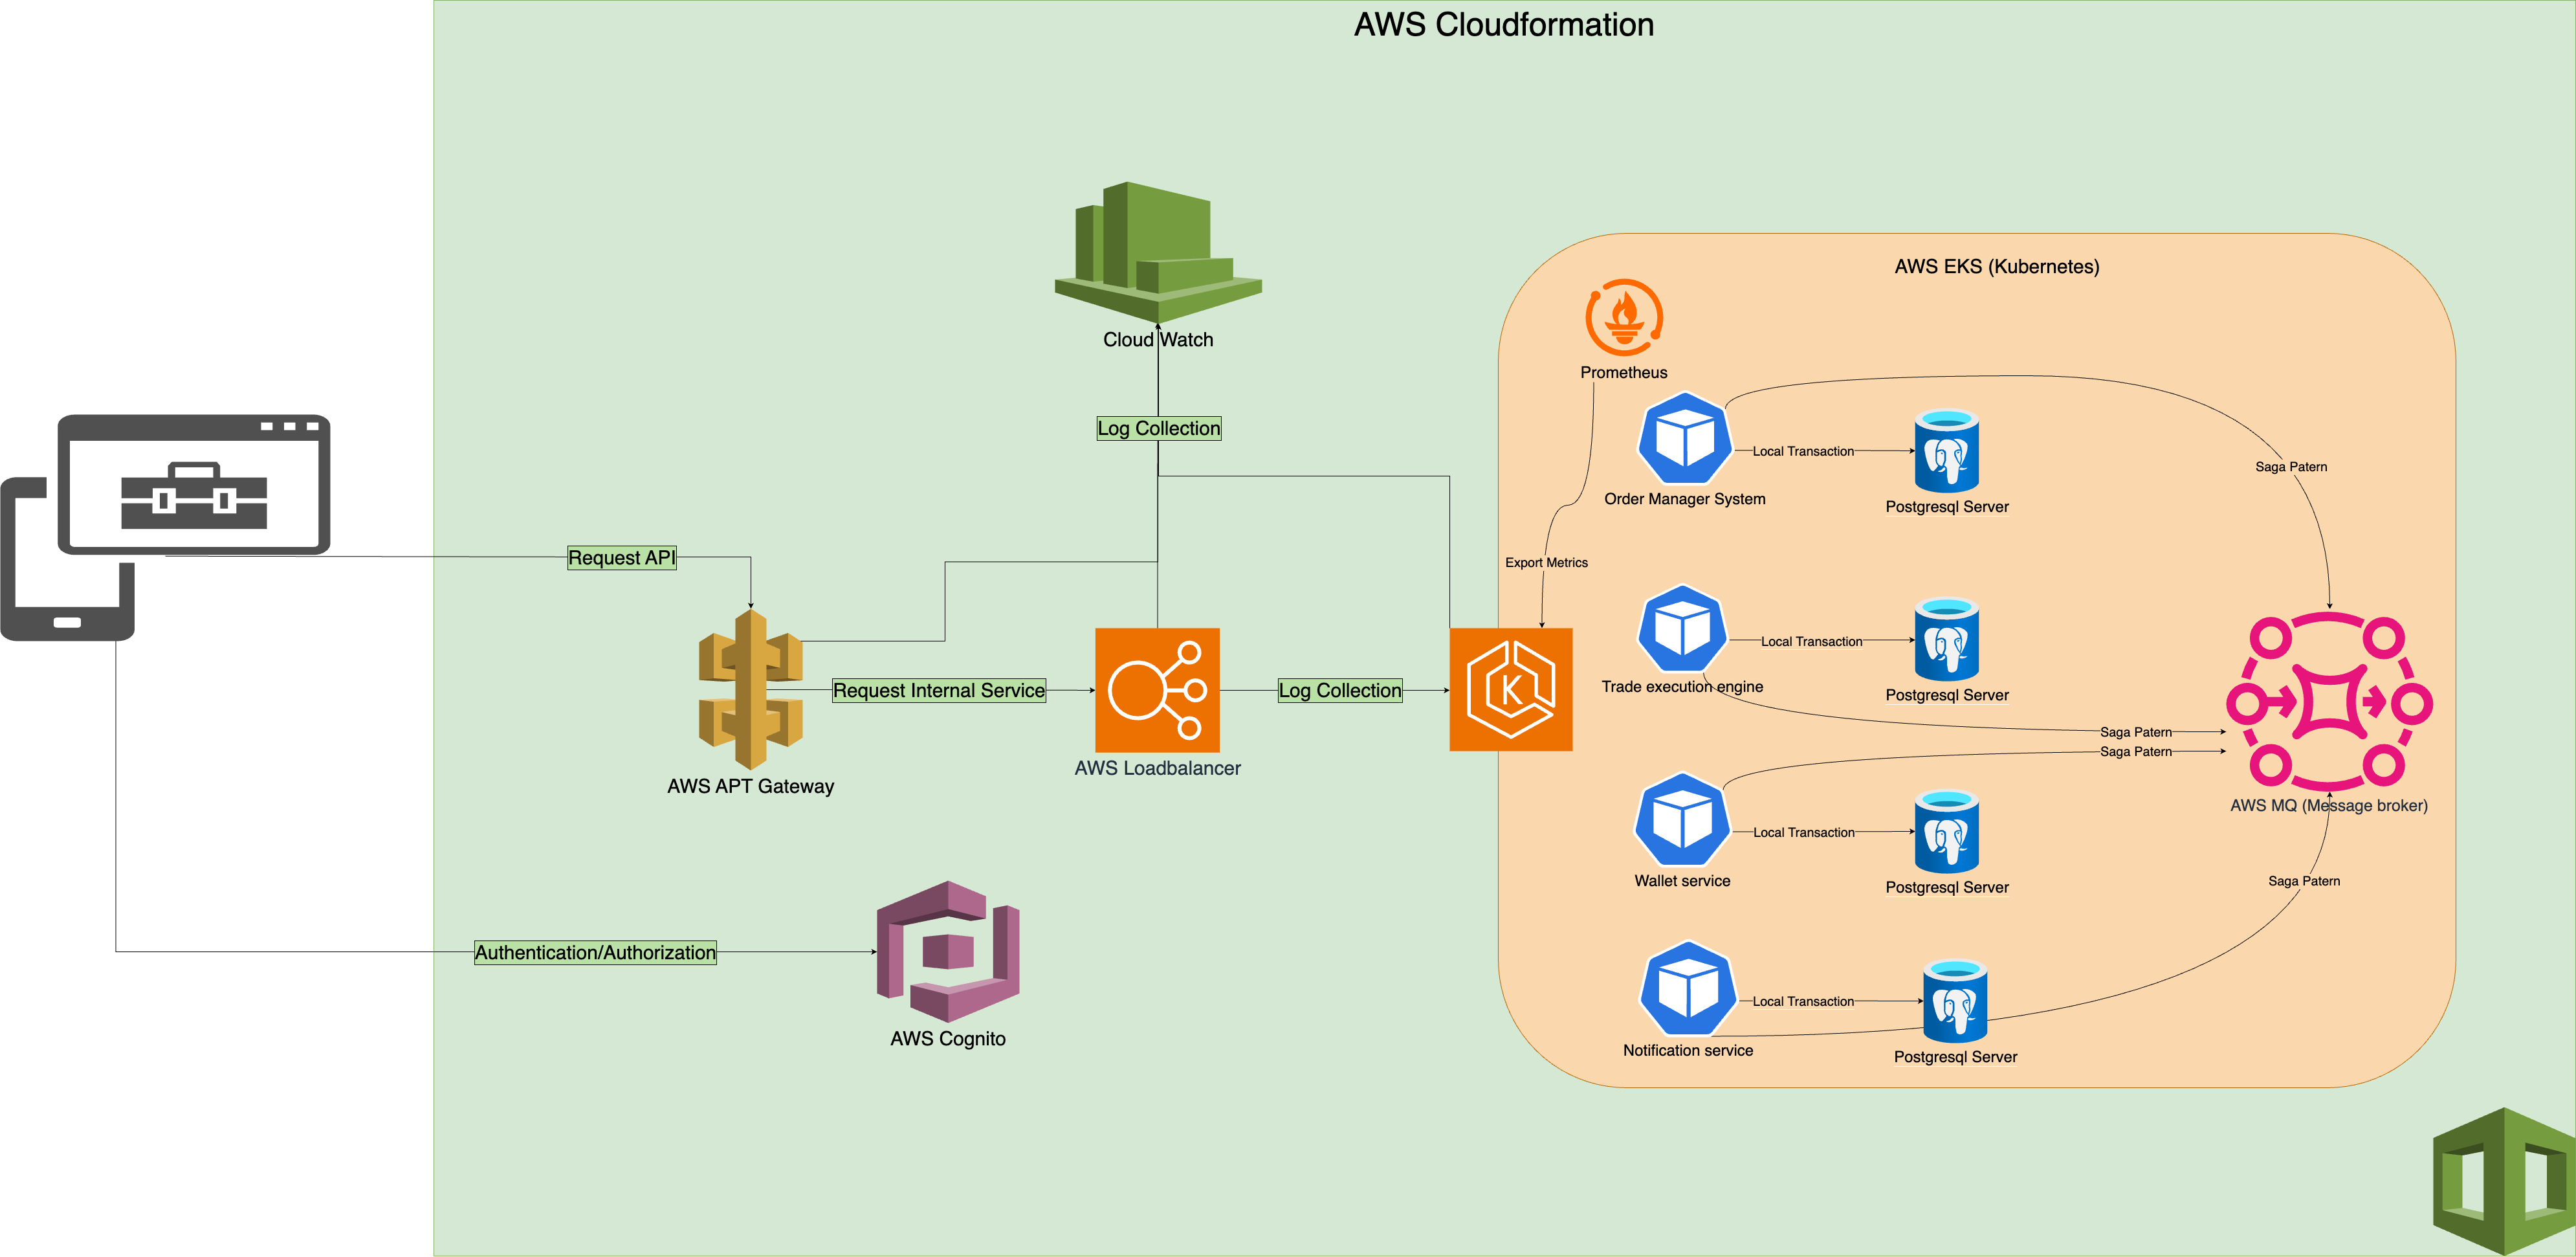 AWS Cloudformation
Cloud Watch
Log Collection
Request API
AWS APT Gateway
Request Internal Service
AWS Loadbalancer
Log Collection
K
Authentication/Authorization
AWS Cognito
AWS EKS (Kubernetes)
Prometheus
Export Metrics
Order Manager System
Local Transaction
Postgresql Server
Saga Patern
Trade execution engine
Local Transaction
Postgresql Server
Saga Patern
Saga Patern
Wallet service
Local Transaction
Postgresql Server
AWS MQ (Message broker)
Saga Patern
Notification service
Local Transaction
Postgresql Server